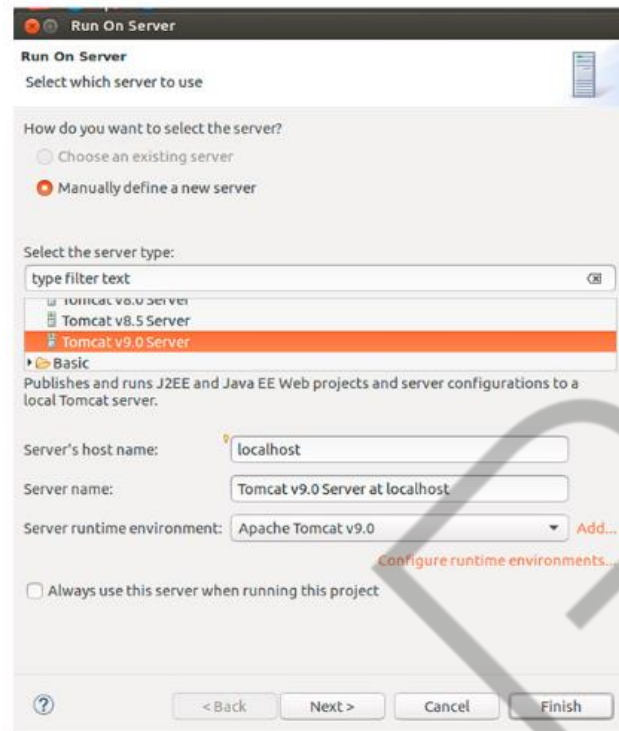 Run On Server
Run On Server
Select which server to use
How do you want to select the server?
Choose an existing server
Manually define a new server
Select the server type:
type filter text
Tomcat v8.0 Server
Tomcat v8.5 Server
Tomcat v9.0 Server
Basic
Publishes and runs J2EE and Java EE Web projects and server configurations to a
local Tomcat server.
Server's host name: localhost
Server name: Tomcat v9.0 Server at localhost
Server runtime environment: Apache Tomcat v9.0 Add...
Configure runtime environments...
Always use this server when running this project
? < Back Next > Cancel Finish